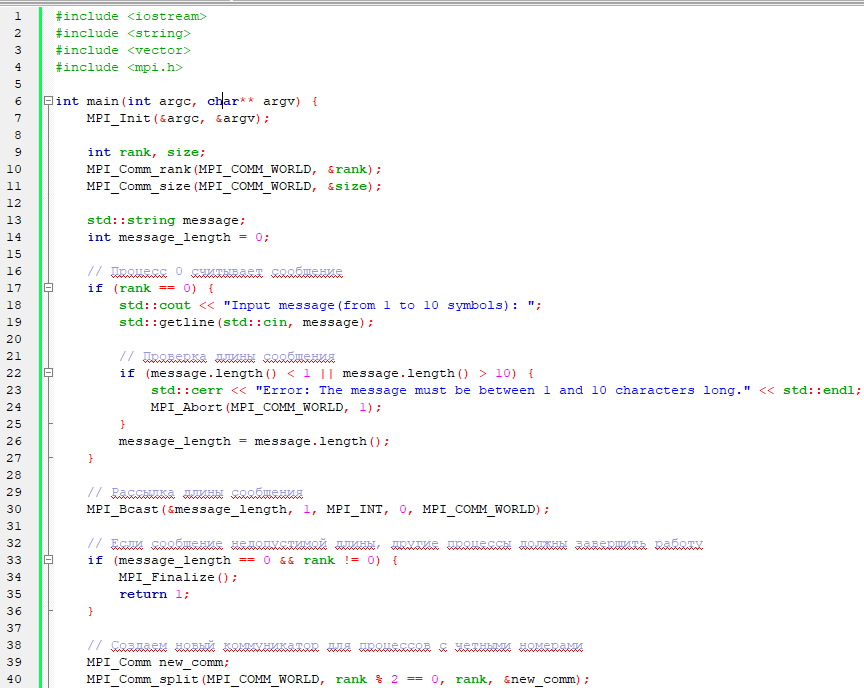 1 #include <iostream>
2 #include <string>
3 #include <vector>
4 #include <mpi.h>
5
6 int main(int argc, char** argv) {
7 MPI_Init(&argc, &argv);
8
9 int rank, size;
10 MPI_Comm_rank(MPI_COMM_WORLD, &rank);
11 MPI_Comm_size(MPI_COMM_WORLD, &size);
12
13 std::string message;
14 int message_length = 0;
15
16 // Процесс 0 считывает сообщение
17 if (rank == 0) {
18 std::cout << "Input message(from 1 to 10 symbols): ";
19 std::getline(std::cin, message);
20
21 // Проверка длины сообщения
22 if (message.length() < 1 || message.length() > 10) {
23 std::cerr << "Error: The message must be between 1 and 10 characters long." << std::endl;
24 MPI_Abort(MPI_COMM_WORLD, 1);
25 }
26 message_length = message.length();
27 }
28
29 // Рассылка длины сообщения
30 MPI_Bcast(&message_length, 1, MPI_INT, 0, MPI_COMM_WORLD);
31
32 // Если сообщение недопустимой длины, другие процессы должны завершить работу
33 if (message_length == 0 && rank != 0) {
34 MPI_Finalize();
35 return 1;
36 }
37
38 // Создаем новый коммуникатор для процессов с четными номерами
39 MPI_Comm new_comm;
40 MPI_Comm_split(MPI_COMM_WORLD, rank % 2 == 0, rank, &new_comm);